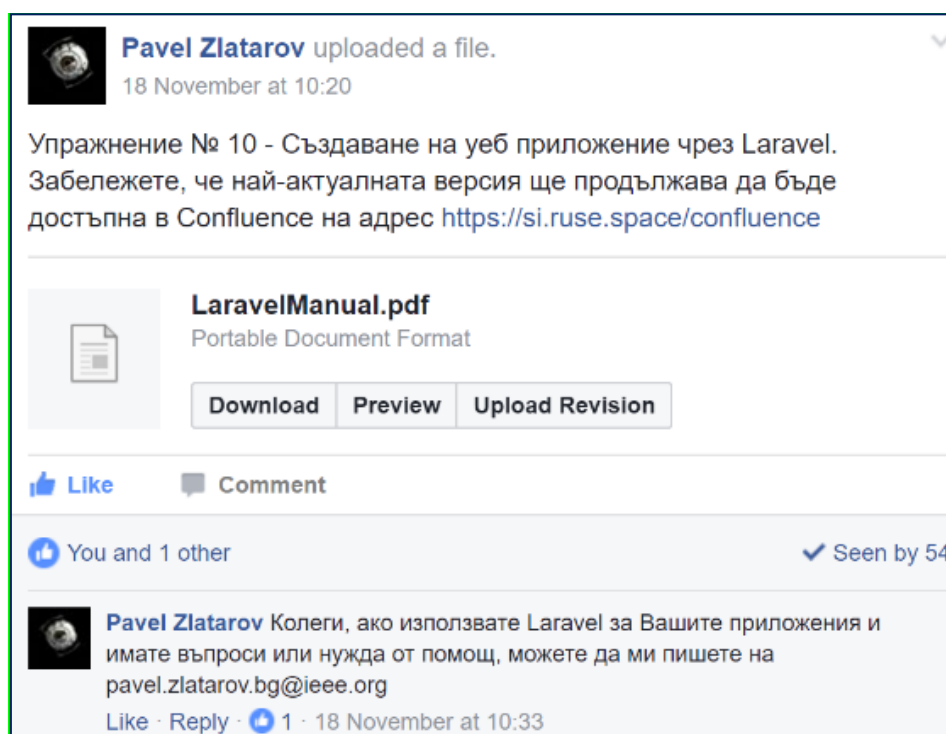 Pavel Zlatarov uploaded a file.
18 November at 10:20
Упражнение № 10 - Създаване на уеб приложение чрез Laravel.
Забележете, че най-актуалната версия ще продължава да бъде
достъпна в Confluence на адрес https://si.ruse.space/confluence
LaravelManual.pdf
Portable Document Format
Download Preview Upload Revision
Like Comment
You and 1 other Seen by 54
Pavel Zlatarov Колеги, ако използвате Laravel за Вашите приложения и
имате въпроси или нужда от помощ, можете да ми пишете на
pavel.zlatarov.bg@ieee.org
Like · Reply · 1 · 18 November at 10:33